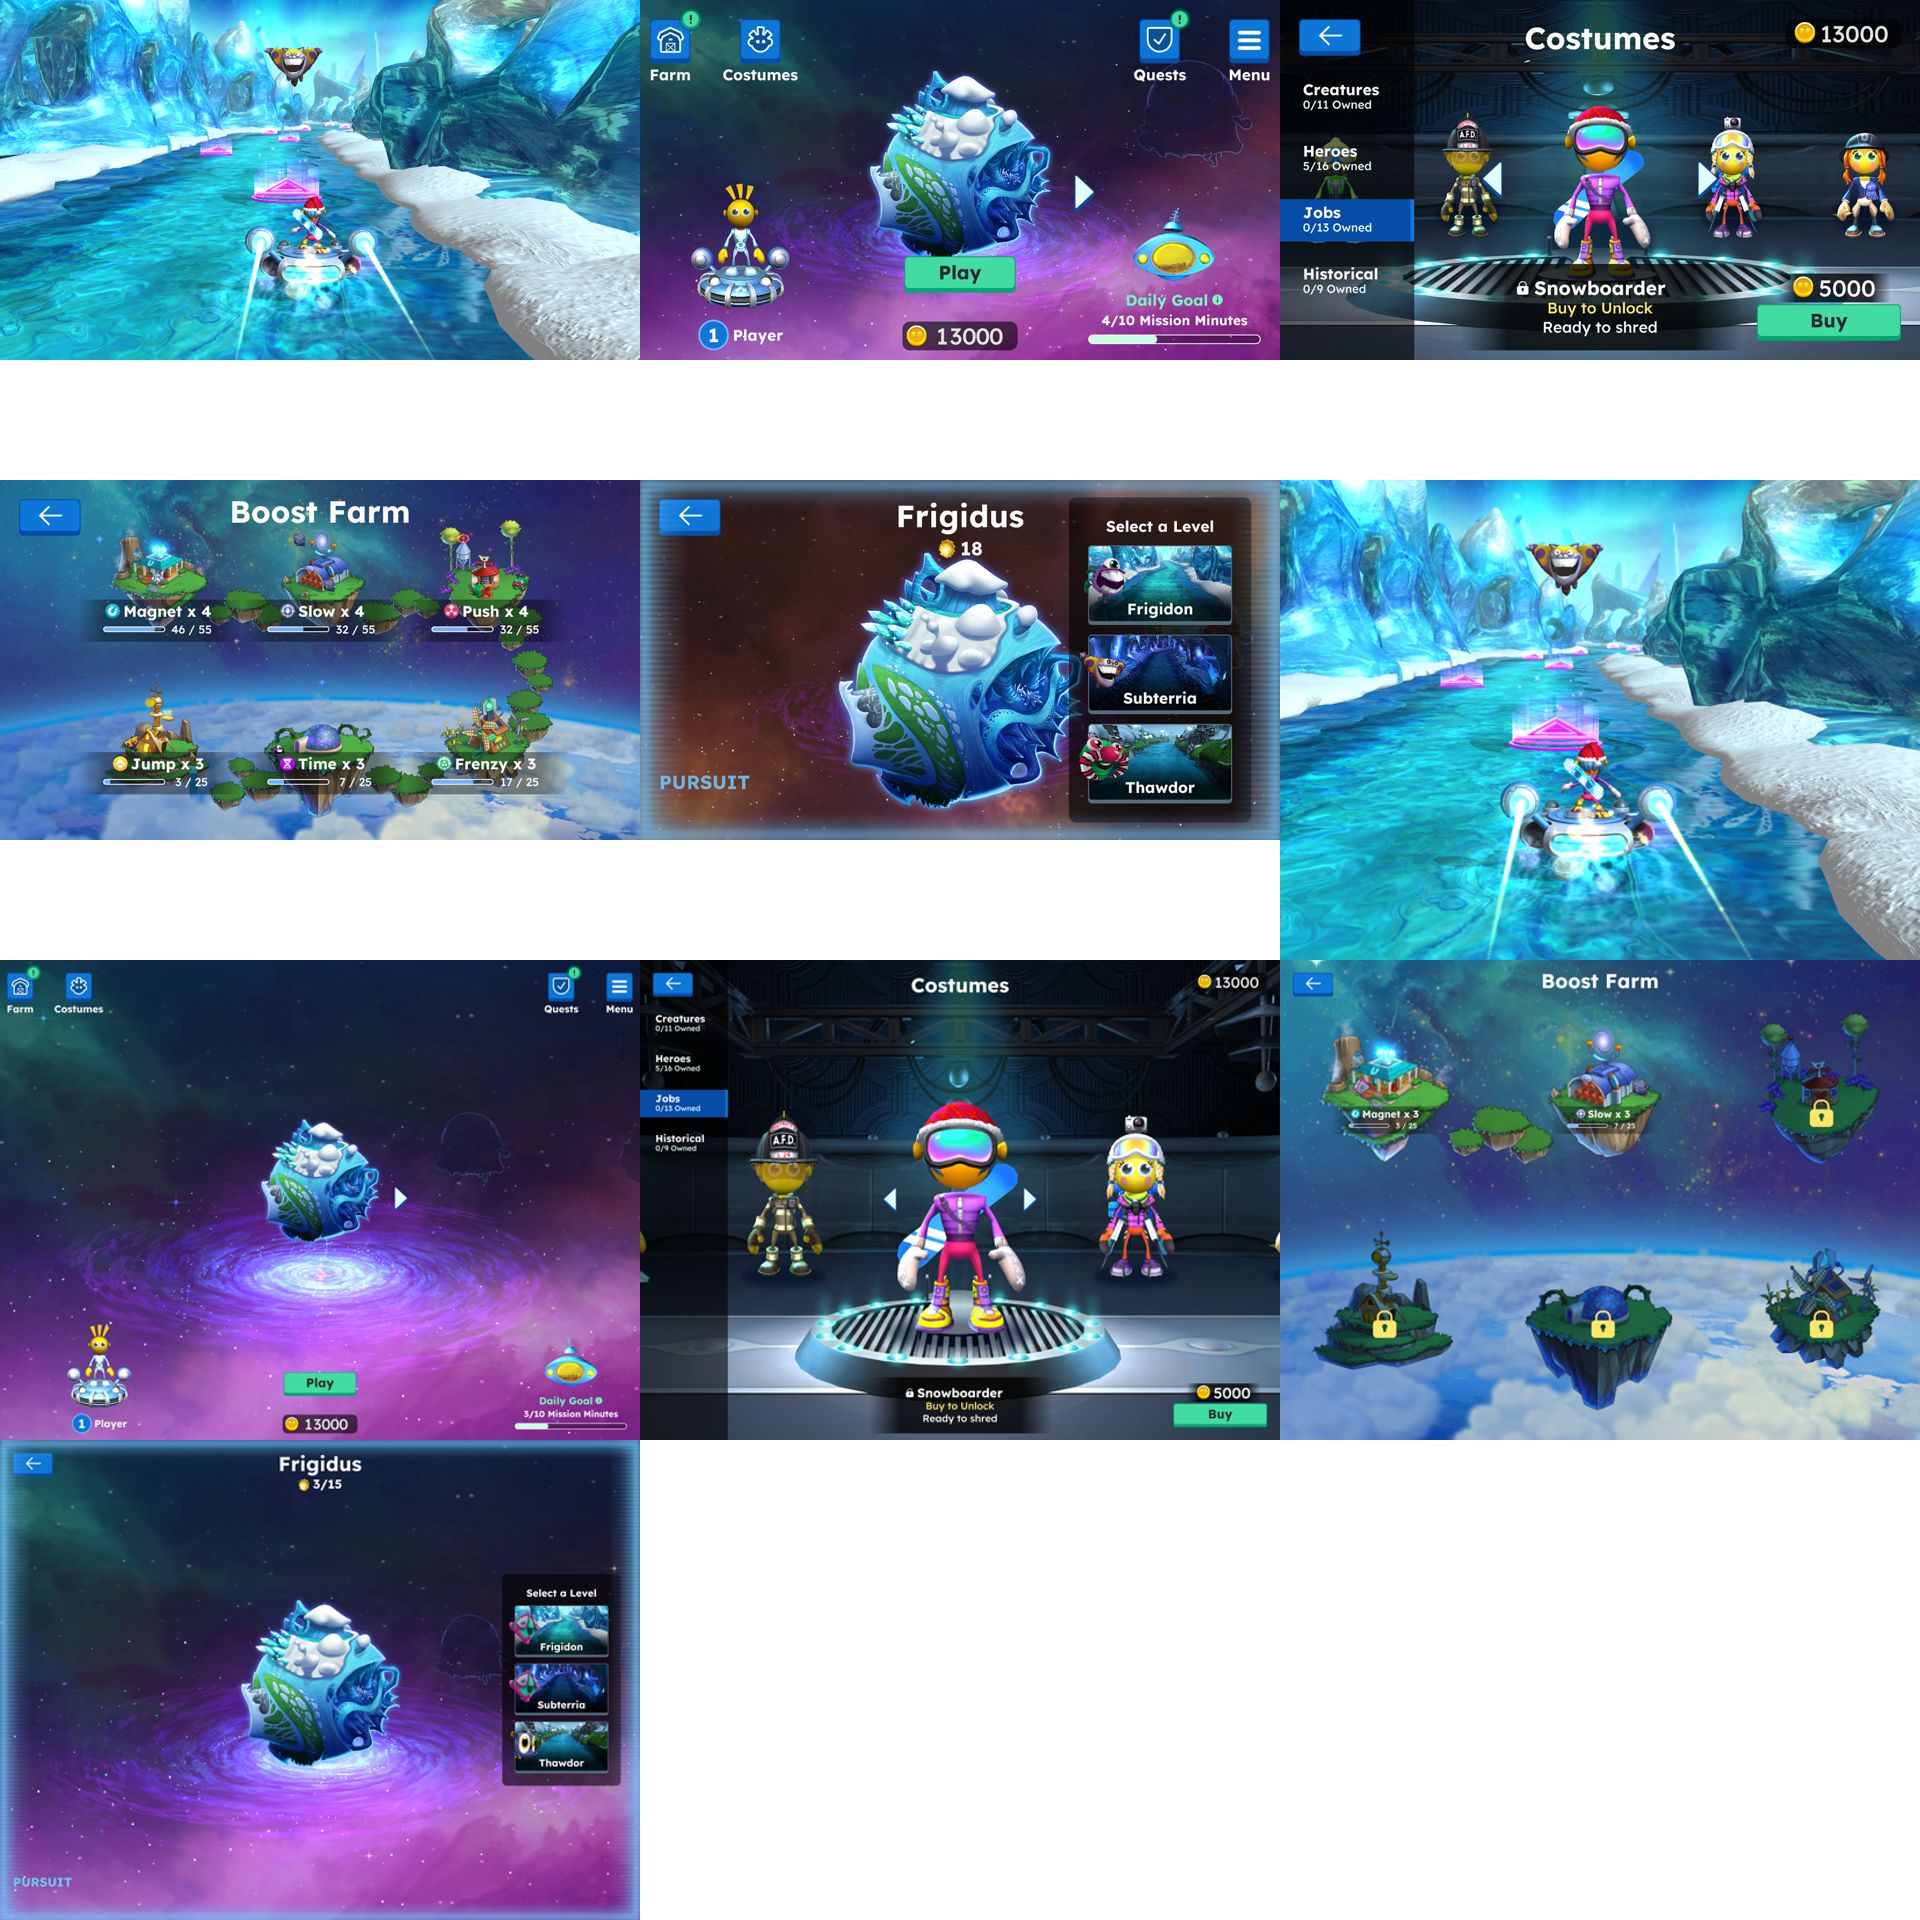 Farm
Costumes
Quests
Menu
Play
1 Player
13000
Daily Goal
4/10 Mission Minutes
Costumes
13000
Creatures
0/11 Owned
Heroes
5/16 Owned
Jobs
0/13 Owned
Historical
0/9 Owned
A.F.D.
Snowboarder
Buy to Unlock
Ready to shred
5000
Buy
Boost Farm
Magnet x 4
46 / 55
Slow x 4
32 / 55
Push x 4
32 / 55
Jump x 3
3 / 25
Time x 3
7 / 25
Frenzy x 3
17 / 25
Frigidus
18
Select a Level
Frigidon
Subterria
Thawdor
PURSUIT
Farm
Costumes
Quests
Menu
Play
1 Player
13000
Daily Goal
3/10 Mission Minutes
Costumes
13000
Creatures
0/11 Owned
Heroes
5/16 Owned
Jobs
0/13 Owned
Historical
0/9 Owned
A.F.D.
Snowboarder
Buy to Unlock
Ready to shred
5000
Buy
Boost Farm
Magnet x 3
3 / 25
Slow x 3
7 / 25
Frigidus
3/15
Select a Level
Frigidon
Subterria
Thawdor
PURSUIT